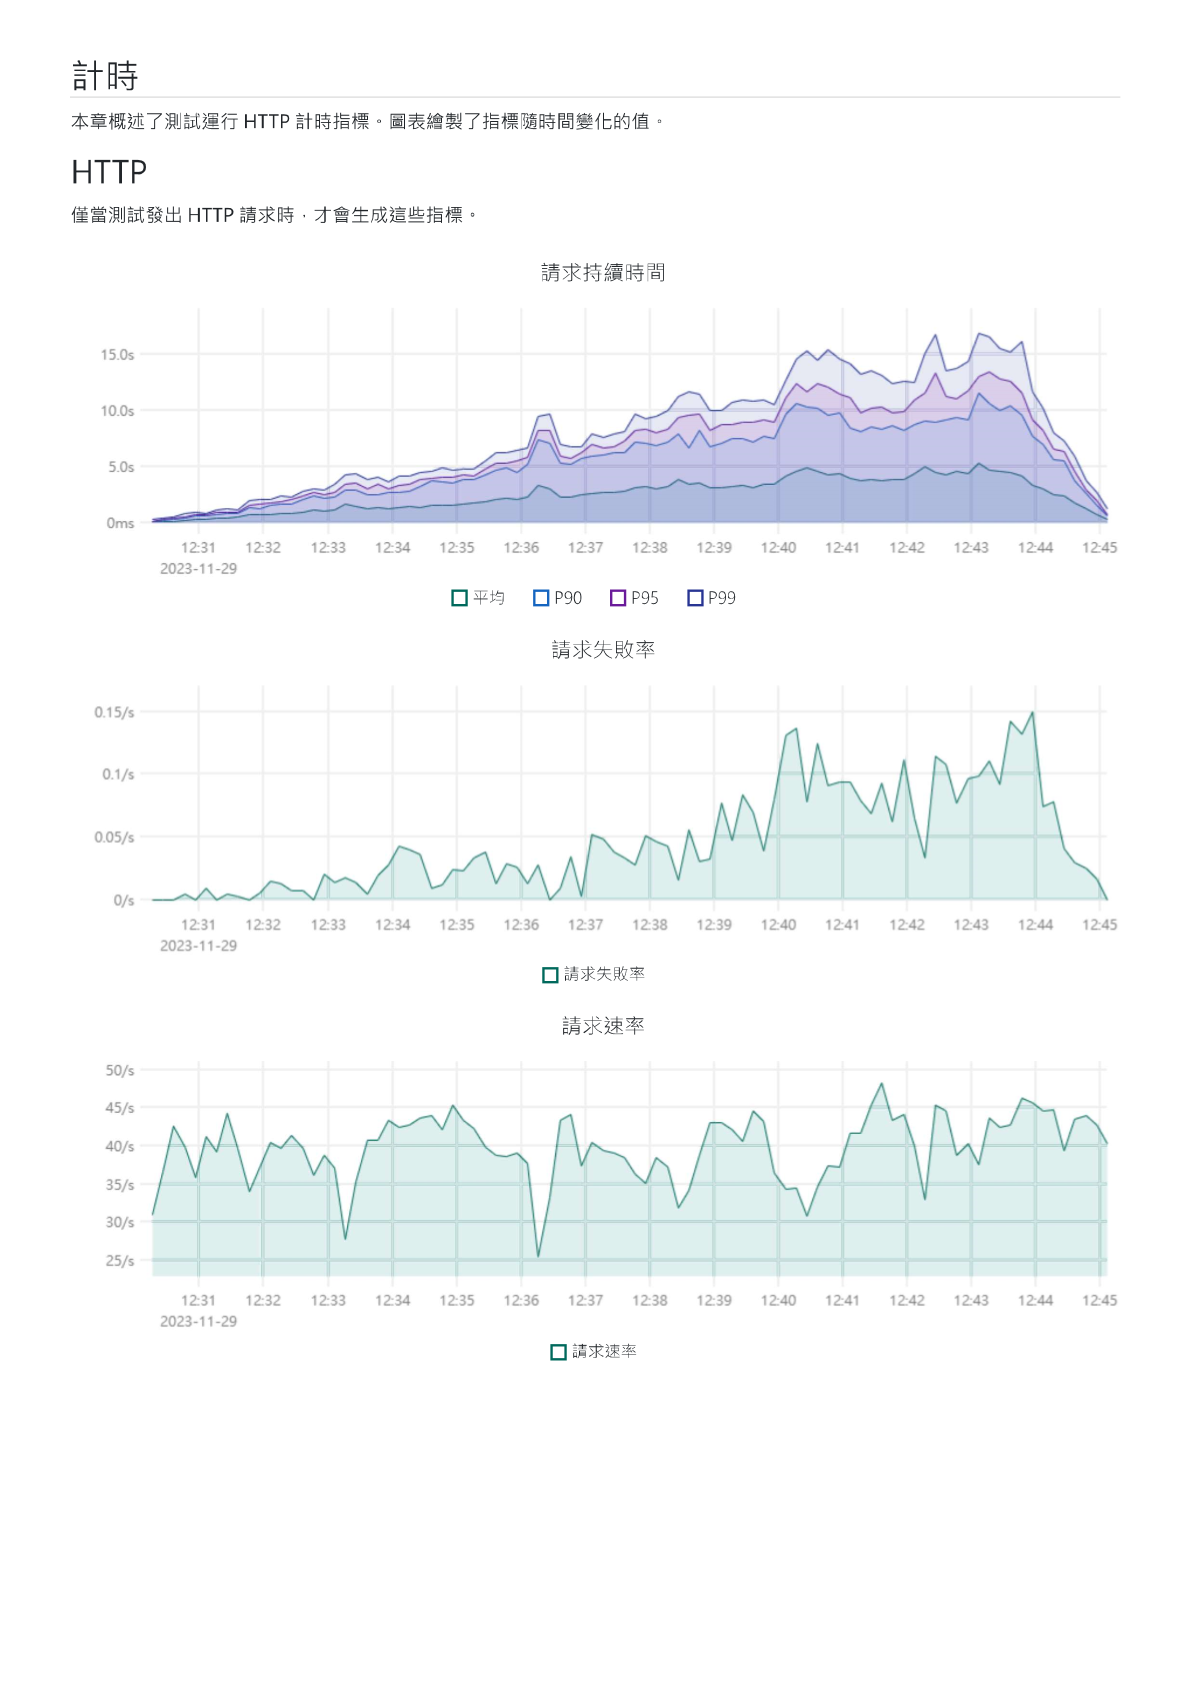 計時
本章概述了測試運行 HTTP 計時指標。圖表繪製了指標隨時間變化的值。
HTTP
僅當測試發出 HTTP 請求時，才會生成這些指標。
請求持續時間
15.0s
10.0s
5.0s
0ms
12:31 12:32 12:33 12:34 12:35 12:36 12:37 12:38 12:39 12:40 12:41 12:42 12:43 12:44 12:45
2023-11-29
平均 P90 P95 P99
請求失敗率
0.15/s
0.1/s
0.05/s
0/s
12:31 12:32 12:33 12:34 12:35 12:36 12:37 12:38 12:39 12:40 12:41 12:42 12:43 12:44 12:45
2023-11-29
請求失敗率
請求速率
50/s
45/s
40/s
35/s
30/s
25/s
12:31 12:32 12:33 12:34 12:35 12:36 12:37 12:38 12:39 12:40 12:41 12:42 12:43 12:44 12:45
2023-11-29
請求速率